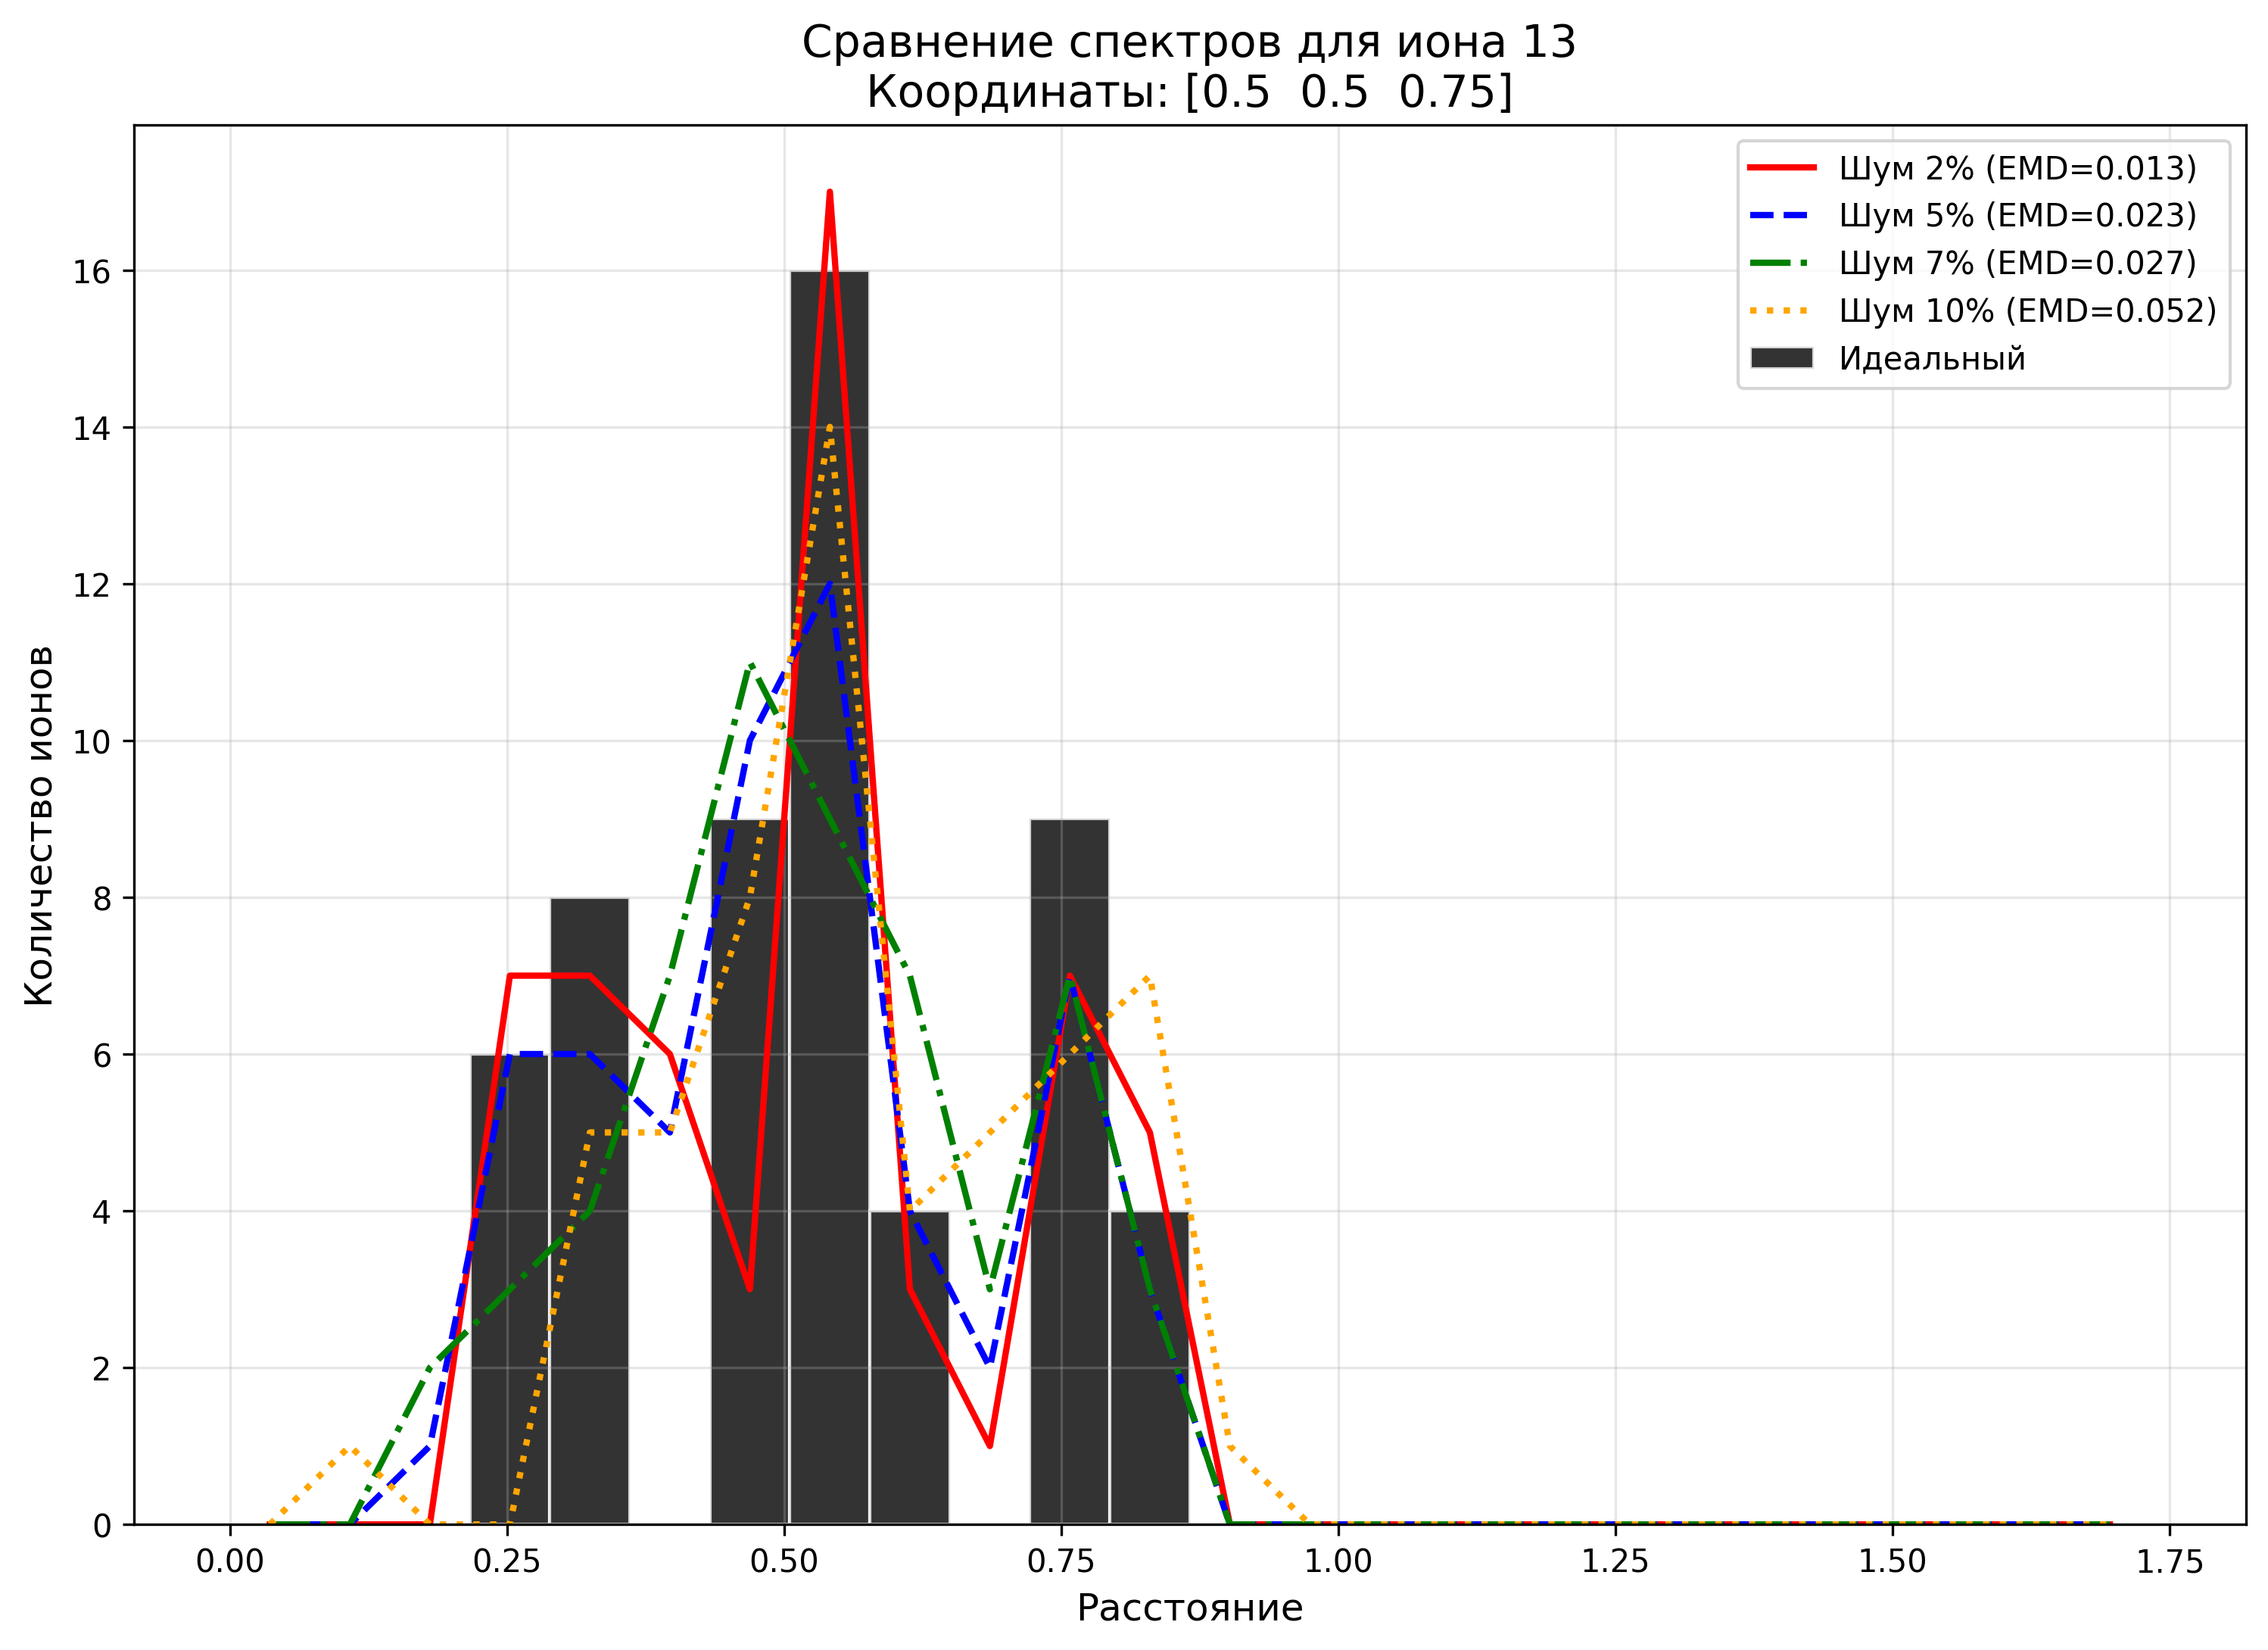 Сравнение спектров для иона 13
Координаты: [0.5  0.5  0.75]
Шум 2% (EMD=0.013)
Шум 5% (EMD=0.023)
Шум 7% (EMD=0.027)
Шум 10% (EMD=0.052)
Идеальный
Количество ионов
16
14
12
10
8
6
4
2
0
0.00 0.25 0.50 0.75 1.00 1.25 1.50 1.75
Расстояние